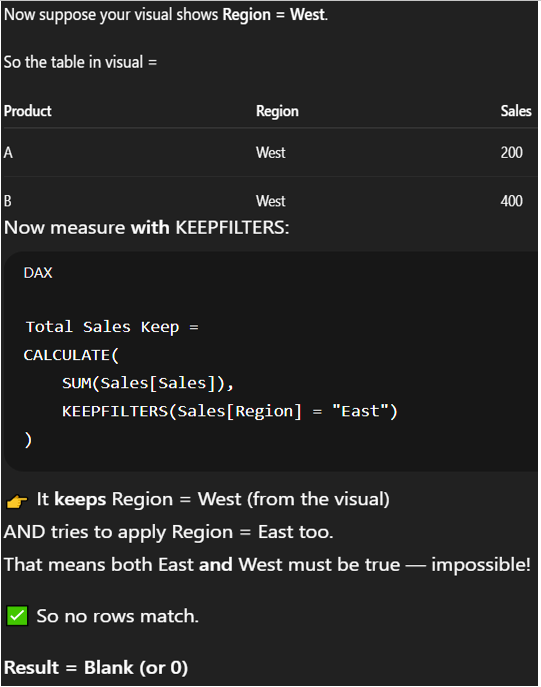 Now suppose your visual shows Region = West.
So the table in visual =
Product Region Sales
A West 200
B West 400
Now measure with KEEPFILTERS:
DAX
Total Sales Keep =
CALCULATE(
    SUM(Sales[Sales]),
    KEEPFILTERS(Sales[Region] = "East")
)
👉 It keeps Region = West (from the visual)
AND tries to apply Region = East too.
That means both East and West must be true — impossible!
✅ So no rows match.
Result = Blank (or 0)